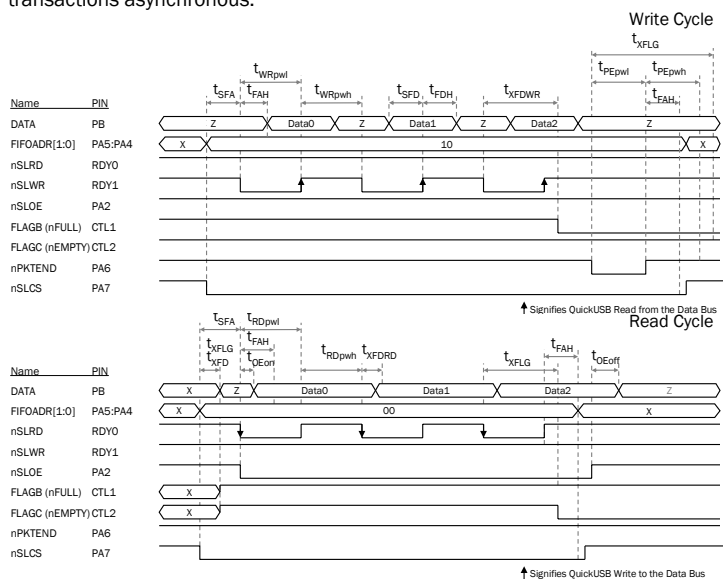 transactions asynchronous.
Write Cycle
tXFLG
tWRpwl tPEpwl tPEpwh
tSFA tFAH tWRpwh tSFD tFDH tXFDWR tFAH
Name PIN
DATA PB Z Data0 Z Data1 Z Data2 Z
FIFOADR[1:0] PA5:PA4 X 10 X
nSLRD RDY0
nSLWR RDY1
nSLOE PA2
FLAGB (nFULL) CTL1
FLAGC (nEMPTY) CTL2
nPKTEND PA6
nSLCS PA7
Signifies QuickUSB Read from the Data Bus
Read Cycle
tSFA tRDpwl
tXFLG tFAH tFAH
tXFD tOEon tRDpwh tXFDRD tXFLG tOEoff
Name PIN
DATA PB X Z Data0 Data1 Data2 Z
FIFOADR[1:0] PA5:PA4 X 00 X
nSLRD RDY0
nSLWR RDY1
nSLOE PA2
FLAGB (nFULL) CTL1 X
FLAGC (nEMPTY) CTL2 X
nPKTEND PA6
nSLCS PA7
Signifies QuickUSB Write to the Data Bus